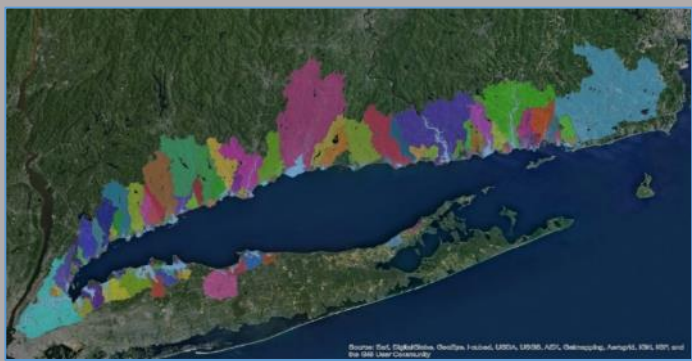 Source: Esri, DigitalGlobe, GeoEye, i-cubed, USDA, USGS, AEX, Getmapping, Aerogrid, IGN, IGP, and
the GIS User Community